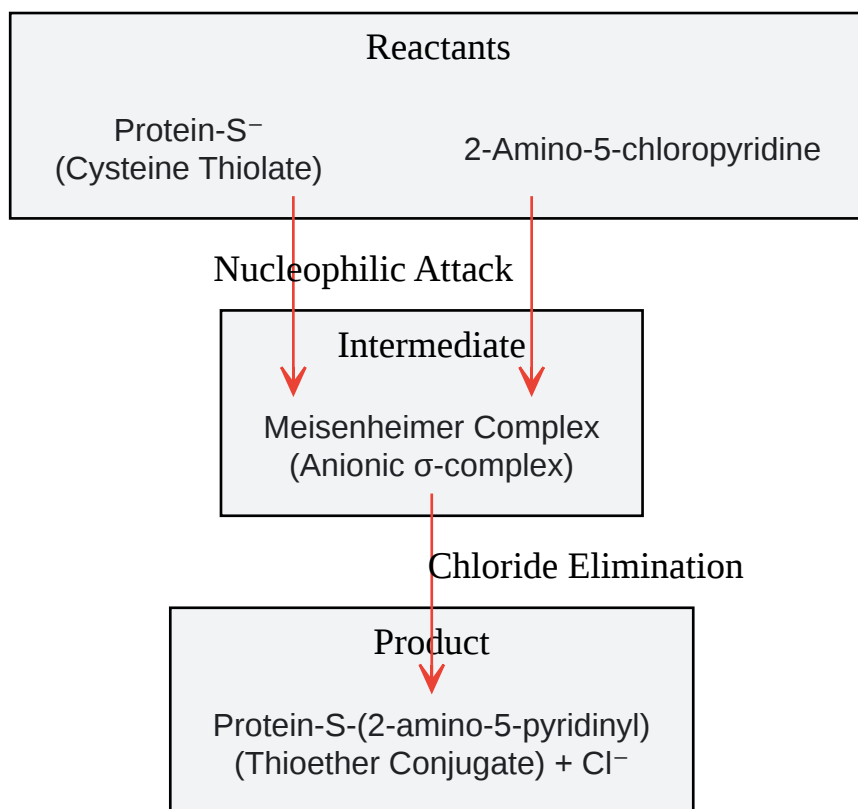 Reactants
Protein-S⁻
(Cysteine Thiolate)
2-Amino-5-chloropyridine
Nucleophilic Attack
Intermediate
Meisenheimer Complex
(Anionic σ-complex)
Chloride Elimination
Product
Protein-S-(2-amino-5-pyridinyl)
(Thioether Conjugate) + Cl⁻